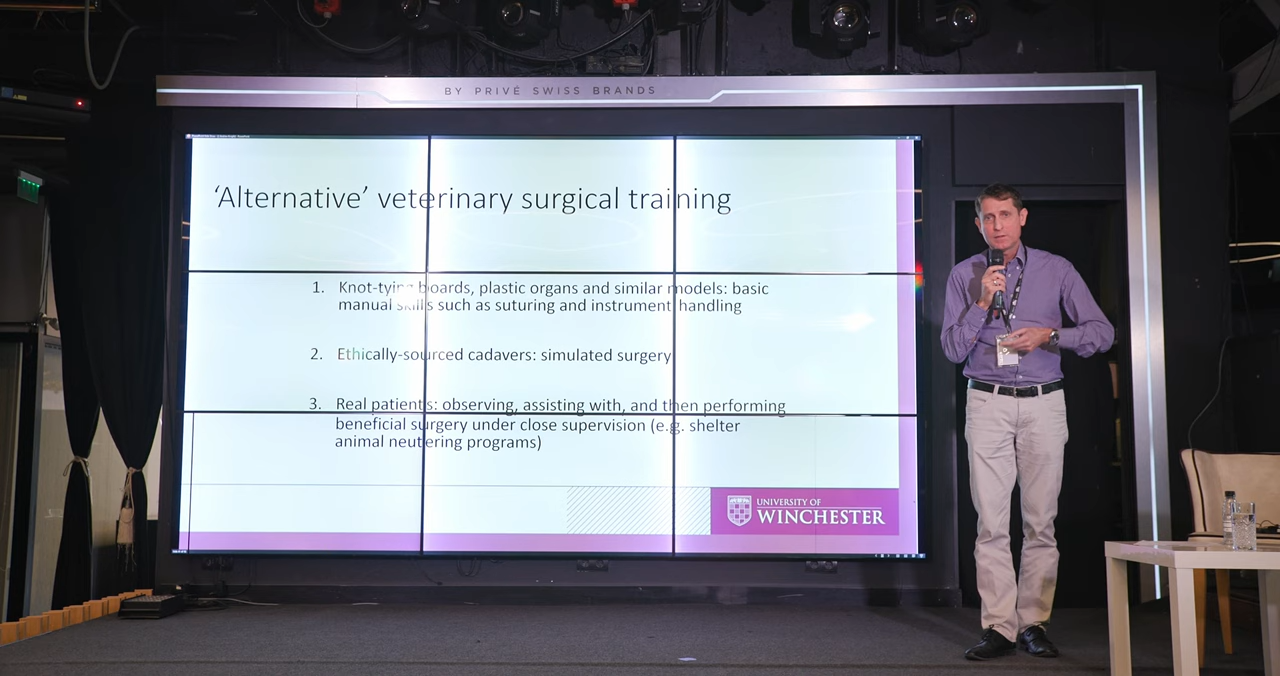 BY PRIVÉ SWISS BRANDS
‘Alternative’ veterinary surgical training
1. Knot-tying boards, plastic organs and similar models: basic
manual skills such as suturing and instrument handling
2. Ethically-sourced cadavers: simulated surgery
3. Real patients: observing, assisting with, and then performing
beneficial surgery under close supervision (e.g. shelter
animal neutering programs)
UNIVERSITY OF
WINCHESTER